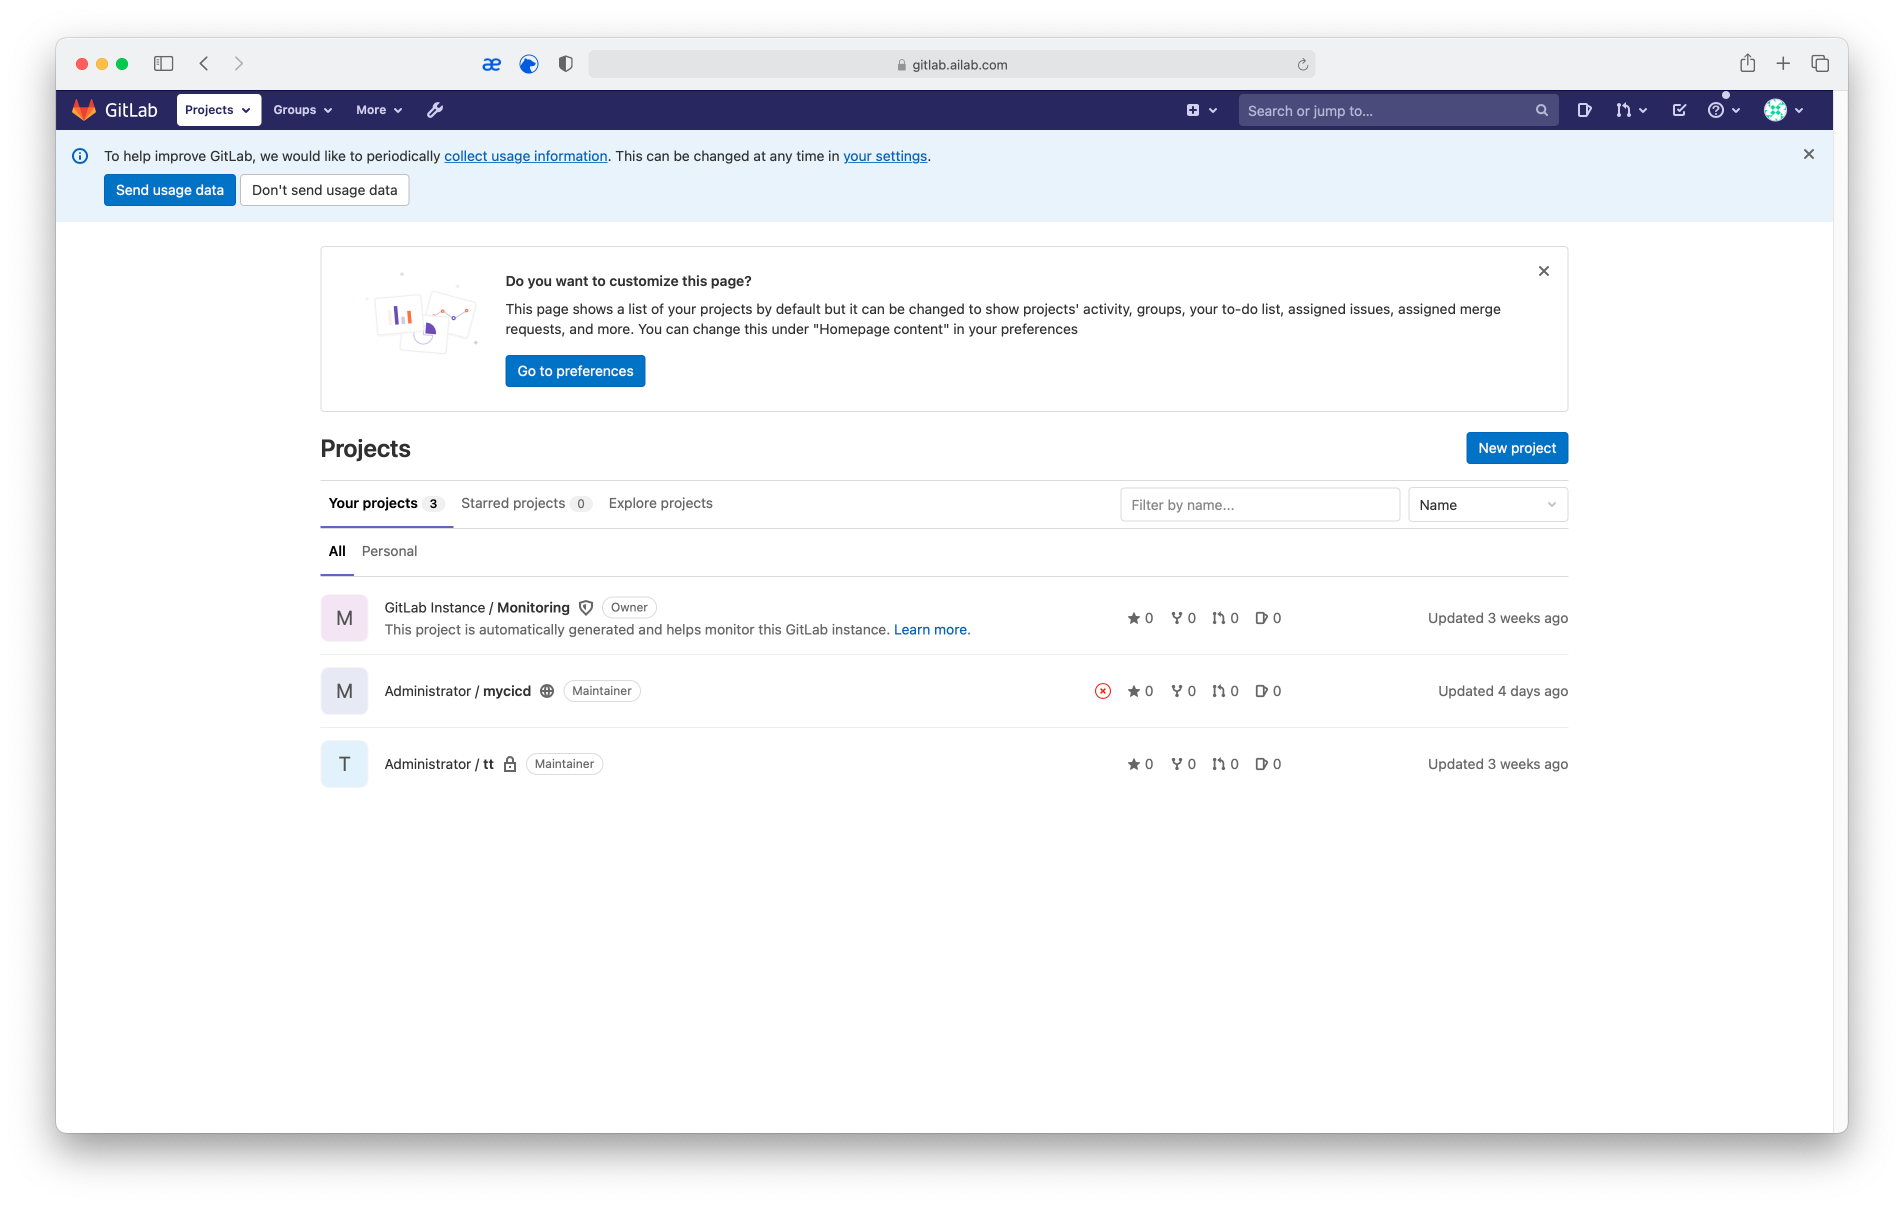 gitlab.ailab.com
GitLab Projects Groups More Search or jump to...
To help improve GitLab, we would like to periodically collect usage information. This can be changed at any time in your settings.
Send usage data Don't send usage data
Do you want to customize this page?
This page shows a list of your projects by default but it can be changed to show projects' activity, groups, your to-do list, assigned issues, assigned merge
requests, and more. You can change this under "Homepage content" in your preferences
Go to preferences
Projects New project
Your projects 3 Starred projects 0 Explore projects Filter by name... Name
All Personal
M GitLab Instance / Monitoring Owner 0 0 0 0 Updated 3 weeks ago
This project is automatically generated and helps monitor this GitLab instance. Learn more.
M Administrator / mycicd Maintainer 0 0 0 0 Updated 4 days ago
T Administrator / tt Maintainer 0 0 0 0 Updated 3 weeks ago